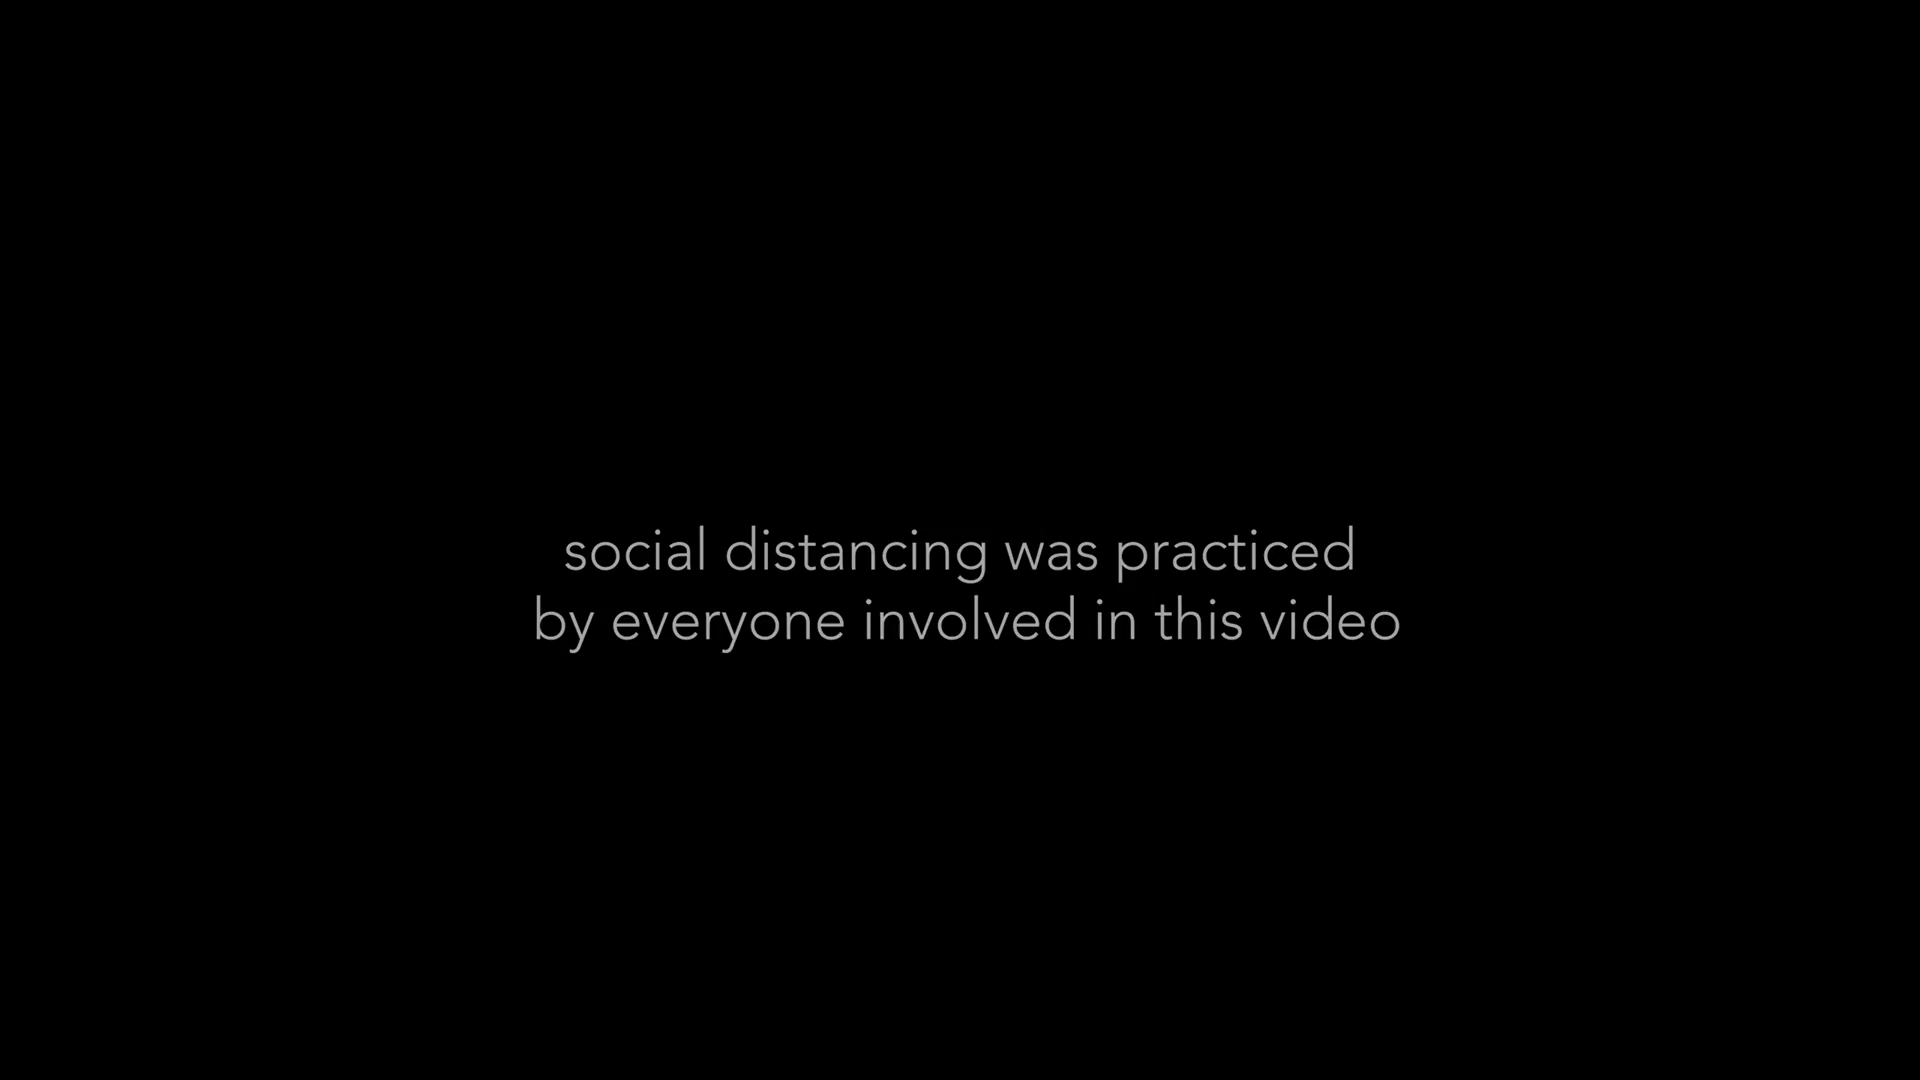 social distancing was practiced
by everyone involved in this video